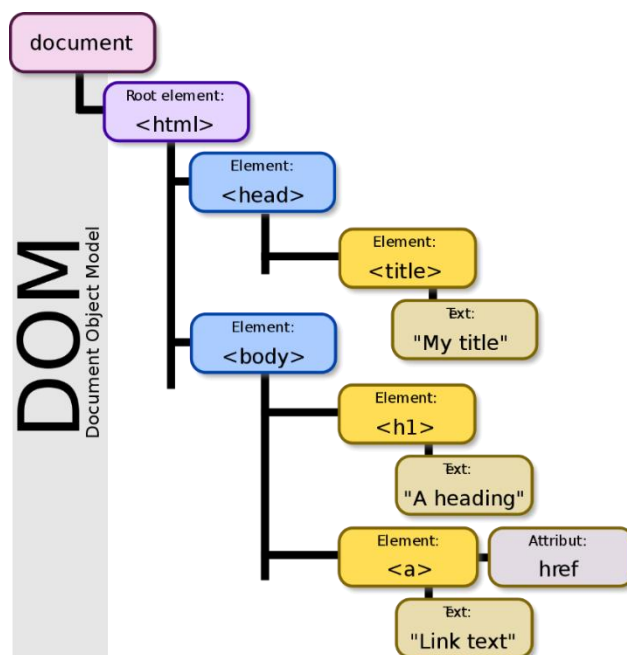 document
Root element:
<html>
Element:
<head>
Element:
<title>
Text:
"My title"
DOM
Document Object Model
Element:
<body>
Element:
<h1>
Text:
"A heading"
Element:
<a>
Attribut:
href
Text:
"Link text"